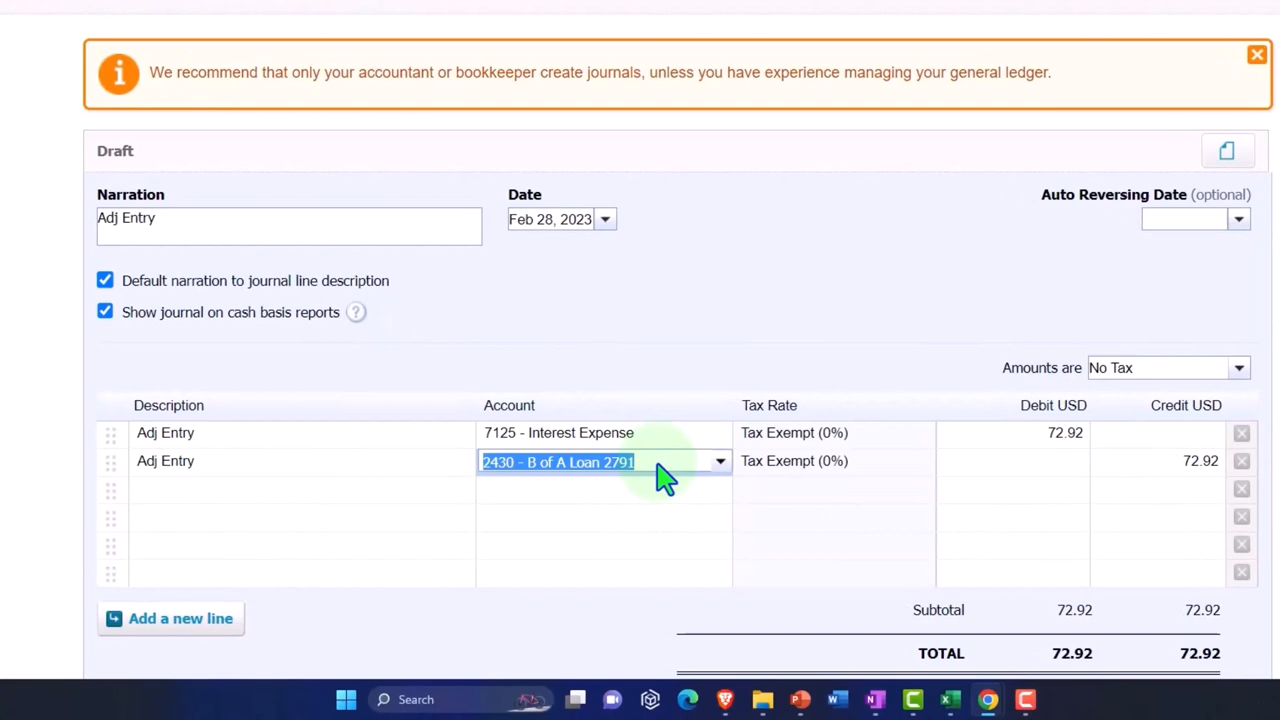 We recommend that only your accountant or bookkeeper create journals, unless you have experience managing your general ledger.
Draft
Narration Date Auto Reversing Date (optional)
Adj Entry Feb 28, 2023
Default narration to journal line description
Show journal on cash basis reports ?
Amounts are No Tax
Description Account Tax Rate Debit USD Credit USD
Adj Entry 7125 - Interest Expense Tax Exempt (0%) 72.92
Adj Entry 2430 - B of A Loan 2791 Tax Exempt (0%) 72.92
Add a new line
Subtotal 72.92 72.92
TOTAL 72.92 72.92
Search